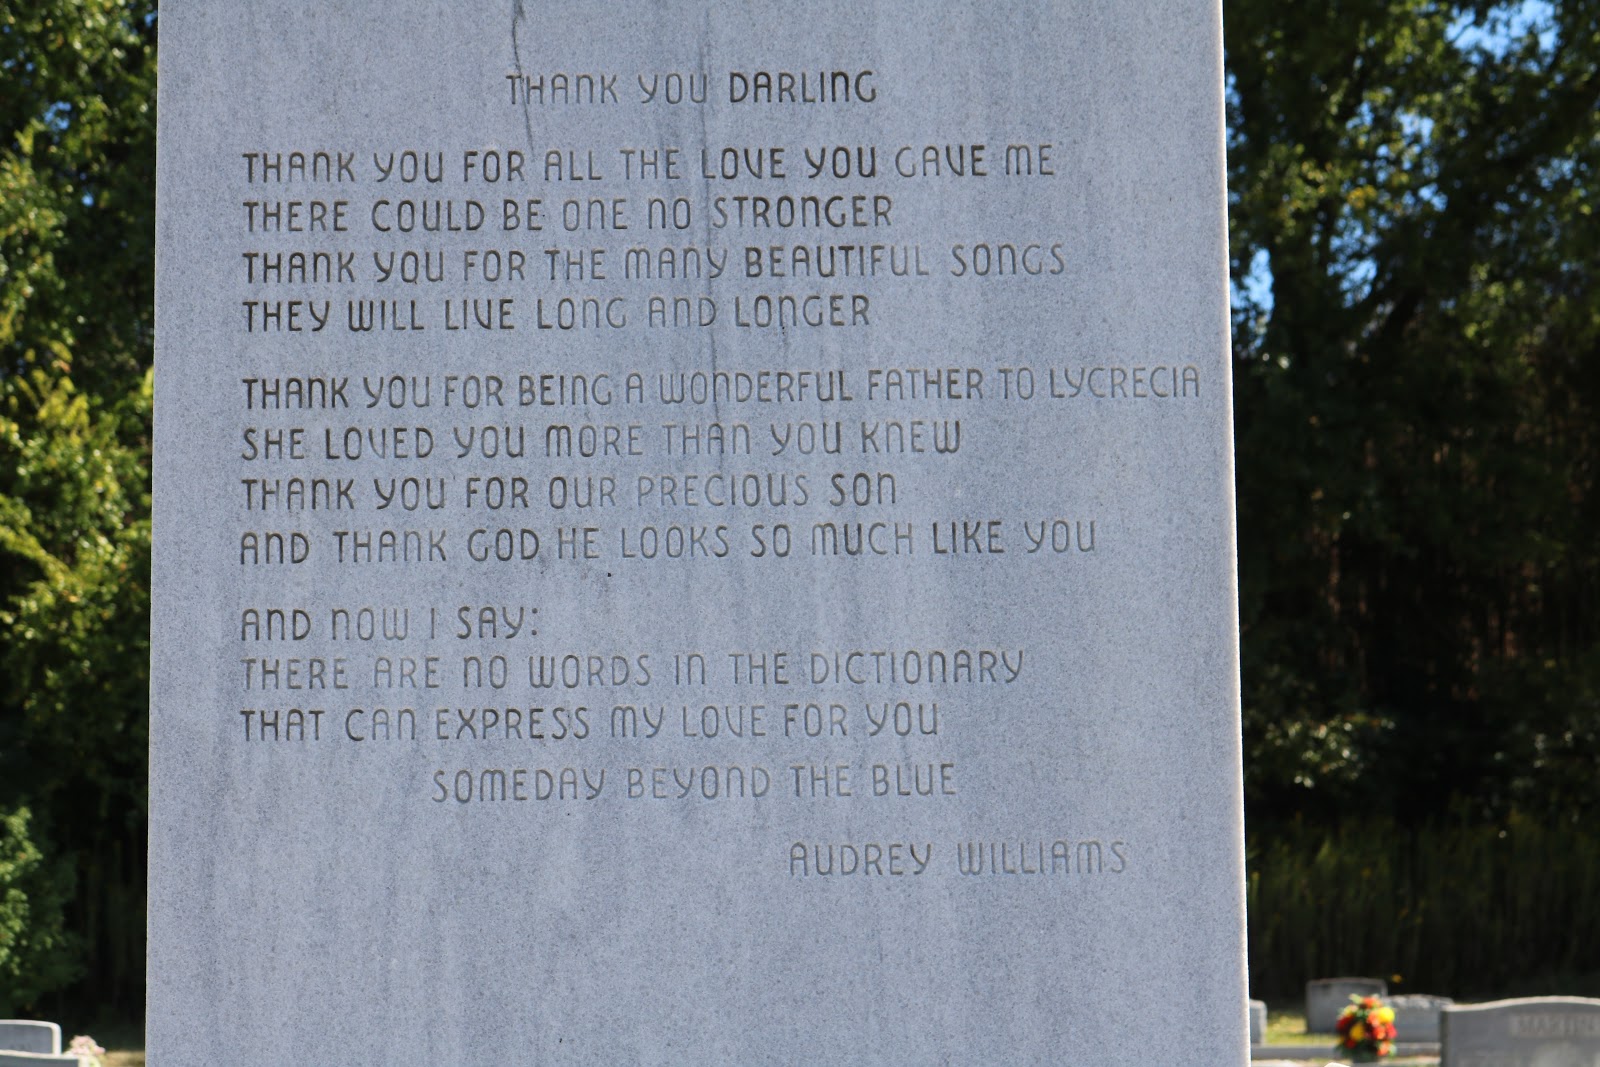 THANK YOU DARLING
THANK YOU FOR ALL THE LOVE YOU GAVE ME
THERE COULD BE ONE NO STRONGER
THANK YOU FOR THE MANY BEAUTIFUL SONGS
THEY WILL LIVE LONG AND LONGER
THANK YOU FOR BEING A WONDERFUL FATHER TO LYCRECIA
SHE LOVED YOU MORE THAN YOU KNEW
THANK YOU FOR OUR PRECIOUS SON
AND THANK GOD HE LOOKS SO MUCH LIKE YOU
AND NOW I SAY:
THERE ARE NO WORDS IN THE DICTIONARY
THAT CAN EXPRESS MY LOVE FOR YOU
SOMEDAY BEYOND THE BLUE
AUDREY WILLIAMS
MARTIN